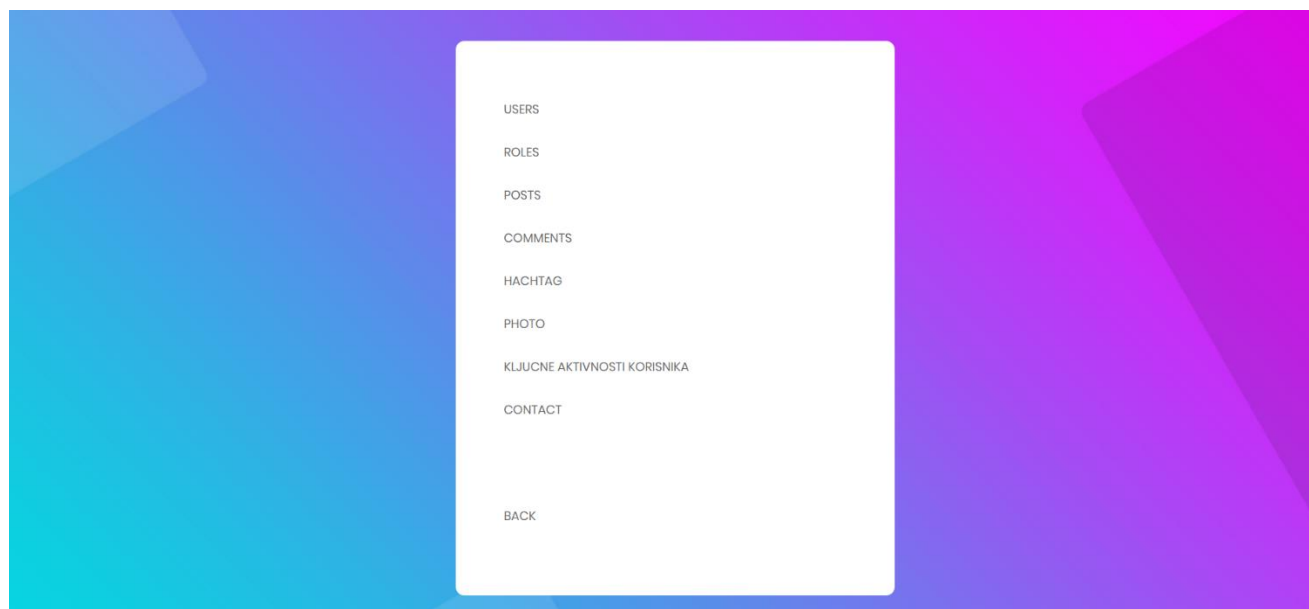 USERS
ROLES
POSTS
COMMENTS
HACHTAG
PHOTO
KLJUCNE AKTIVNOSTI KORISNIKA
CONTACT
BACK